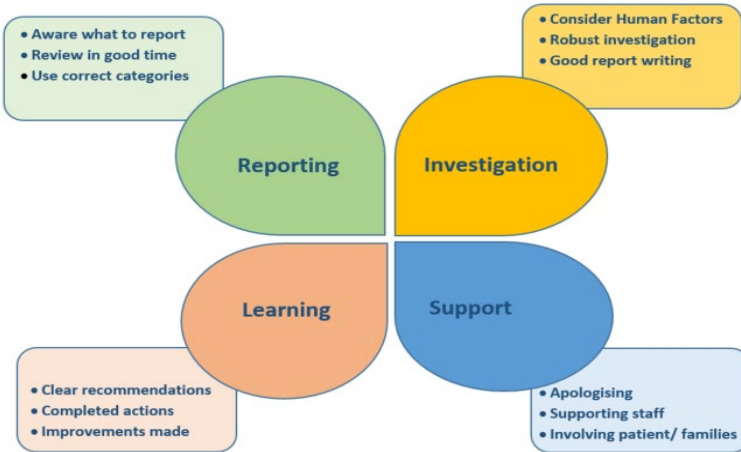 • Aware what to report
• Review in good time
• Use correct categories
• Consider Human Factors
• Robust investigation
• Good report writing
Reporting
Investigation
Learning
Support
• Clear recommendations
• Completed actions
• Improvements made
• Apologising
• Supporting staff
• Involving patient/ families